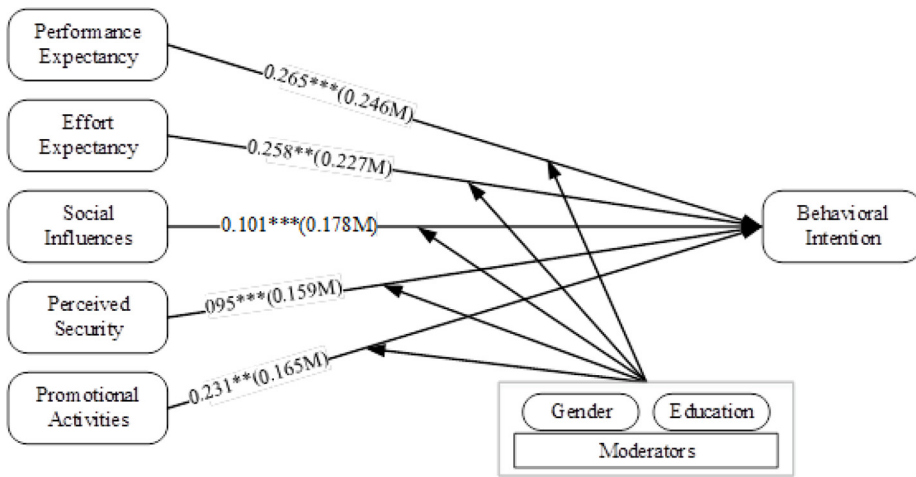 Performance
Expectancy
0.265***(0.246M)
Effort
Expectancy
0.258**(0.227M)
Social
Influences
0.101***(0.178M)
Behavioral
Intention
Perceived
Security
095***(0.159M)
Promotional
Activities
0.231**(0.165M)
Gender
Education
Moderators